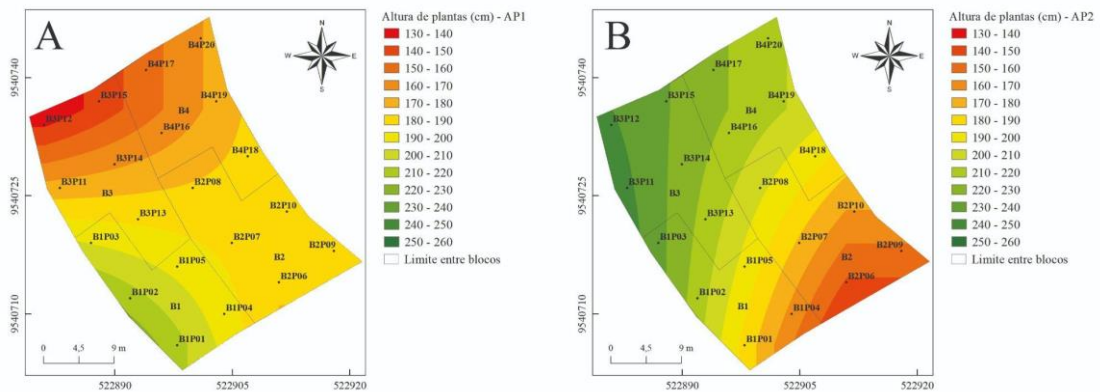 A
N
W
E
S
9540740
9540725
9540710
B4P20
B4P17
B3P15
B4P19
B4
B3P12
B4P16
B4P18
B3P14
B3P11
B3
B2P08
B2P10
B3P13
B1P03
B2P07
B2P09
B1P05
B2
B2P06
B1P02
B1
B1P04
B1P01
0 4,5 9 m
522890 522905 522920
Altura de plantas (cm) - AP1
130 - 140
140 - 150
150 - 160
160 - 170
170 - 180
180 - 190
190 - 200
200 - 210
210 - 220
220 - 230
230 - 240
240 - 250
250 - 260
Limite entre blocos
B
N
W
E
S
9540740
9540725
9540710
B4P20
B4P17
B3P15
B4P19
B4
B3P12
B4P16
B4P18
B3P14
B3P11
B3
B2P08
B2P10
B3P13
B1P03
B2P07
B2P09
B1P05
B2
B2P06
B1P02
B1
B1P04
B1P01
0 4,5 9 m
522890 522905 522920
Altura de plantas (cm) - AP2
130 - 140
140 - 150
150 - 160
160 - 170
170 - 180
180 - 190
190 - 200
200 - 210
210 - 220
220 - 230
230 - 240
240 - 250
250 - 260
Limite entre blocos